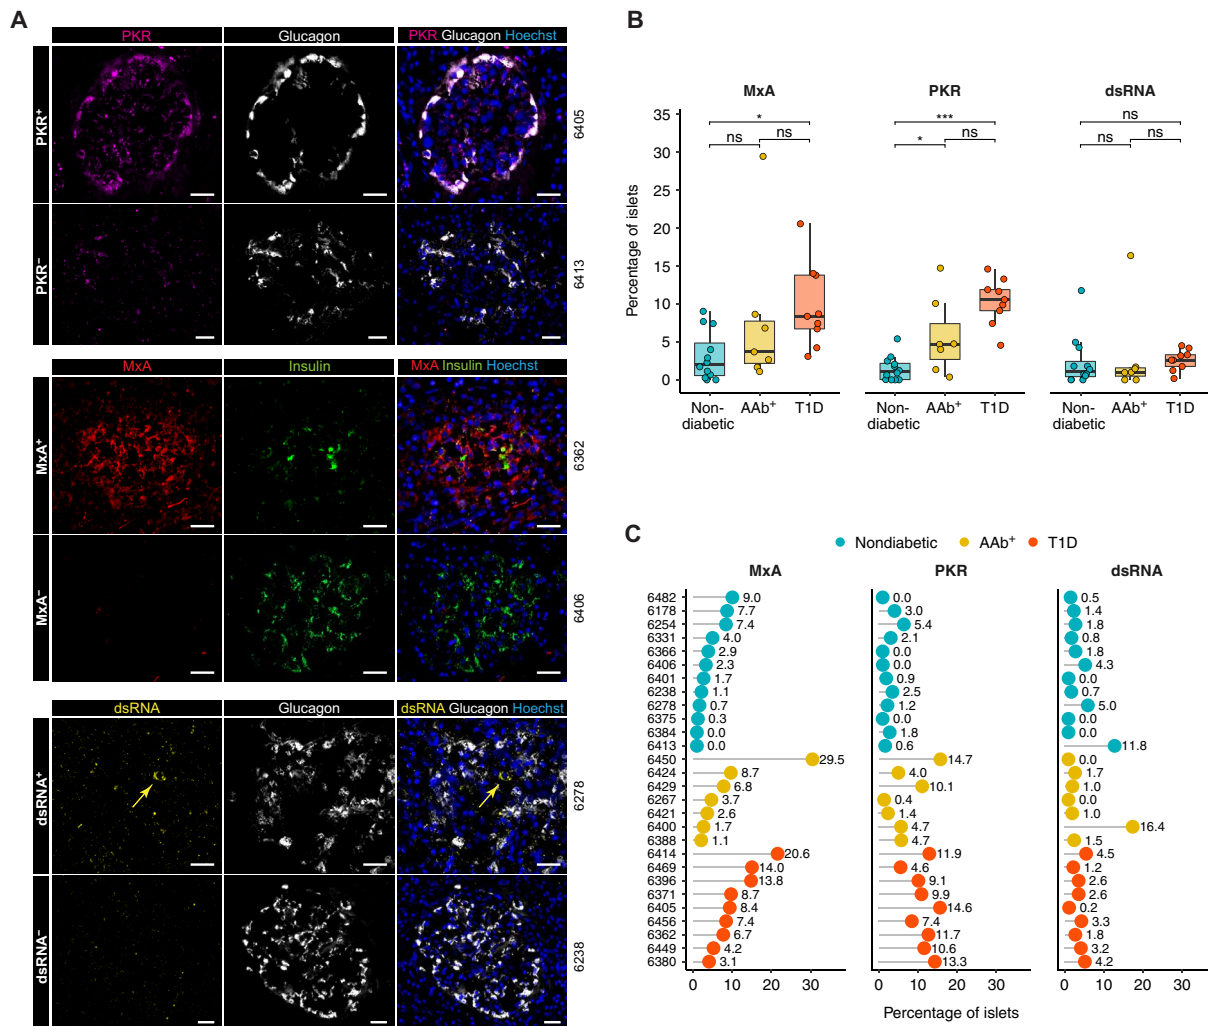 A
PKR
Glucagon
PKR Glucagon Hoechst
PKR+
6405
PKR−
6413
MxA
Insulin
MxA Insulin Hoechst
MxA+
6362
MxA−
6406
dsRNA
Glucagon
dsRNA Glucagon Hoechst
dsRNA+
6278
dsRNA−
6238
B
MxA
PKR
dsRNA
Percentage of islets
35
30
25
20
15
10
5
0
*
ns
ns
***
*
ns
ns
ns
ns
Non-
diabetic
AAb+
T1D
Non-
diabetic
AAb+
T1D
Non-
diabetic
AAb+
T1D
C
Nondiabetic AAb+ T1D
MxA PKR dsRNA
6482 9.0 0.0 0.5
6178 7.7 3.0 1.4
6254 7.4 5.4 1.8
6331 4.0 2.1 0.8
6366 2.9 0.0 1.8
6406 2.3 0.0 4.3
6401 1.7 0.9 0.0
6238 1.1 2.5 0.7
6278 0.7 1.2 5.0
6375 0.3 0.0 0.0
6384 0.0 1.8 0.0
6413 0.0 0.6 11.8
6450 29.5 14.7 0.0
6424 8.7 4.0 1.7
6429 6.8 10.1 1.0
6267 3.7 0.4 0.0
6421 2.6 1.4 1.0
6400 1.7 4.7 16.4
6388 1.1 4.7 1.5
6414 20.6 11.9 4.5
6469 14.0 4.6 1.2
6396 13.8 9.1 2.6
6371 8.7 9.9 2.6
6405 8.4 14.6 0.2
6456 7.4 7.4 3.3
6362 6.7 11.7 1.8
6449 4.2 10.6 3.2
6380 3.1 13.3 4.2
0 10 20 30 0 10 20 30 0 10 20 30
Percentage of islets